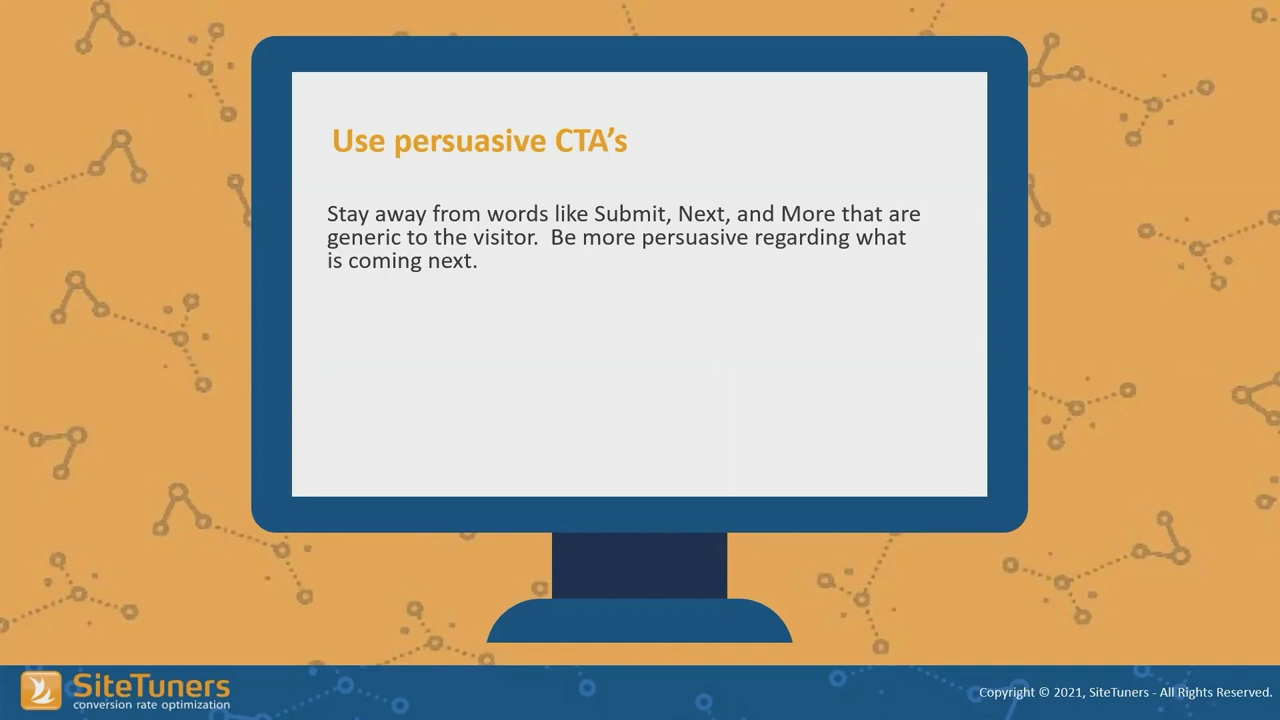 Use persuasive CTA’s
Stay away from words like Submit, Next, and More that are
generic to the visitor.  Be more persuasive regarding what
is coming next.
SiteTuners
conversion rate optimization
Copyright © 2021, SiteTuners - All Rights Reserved.